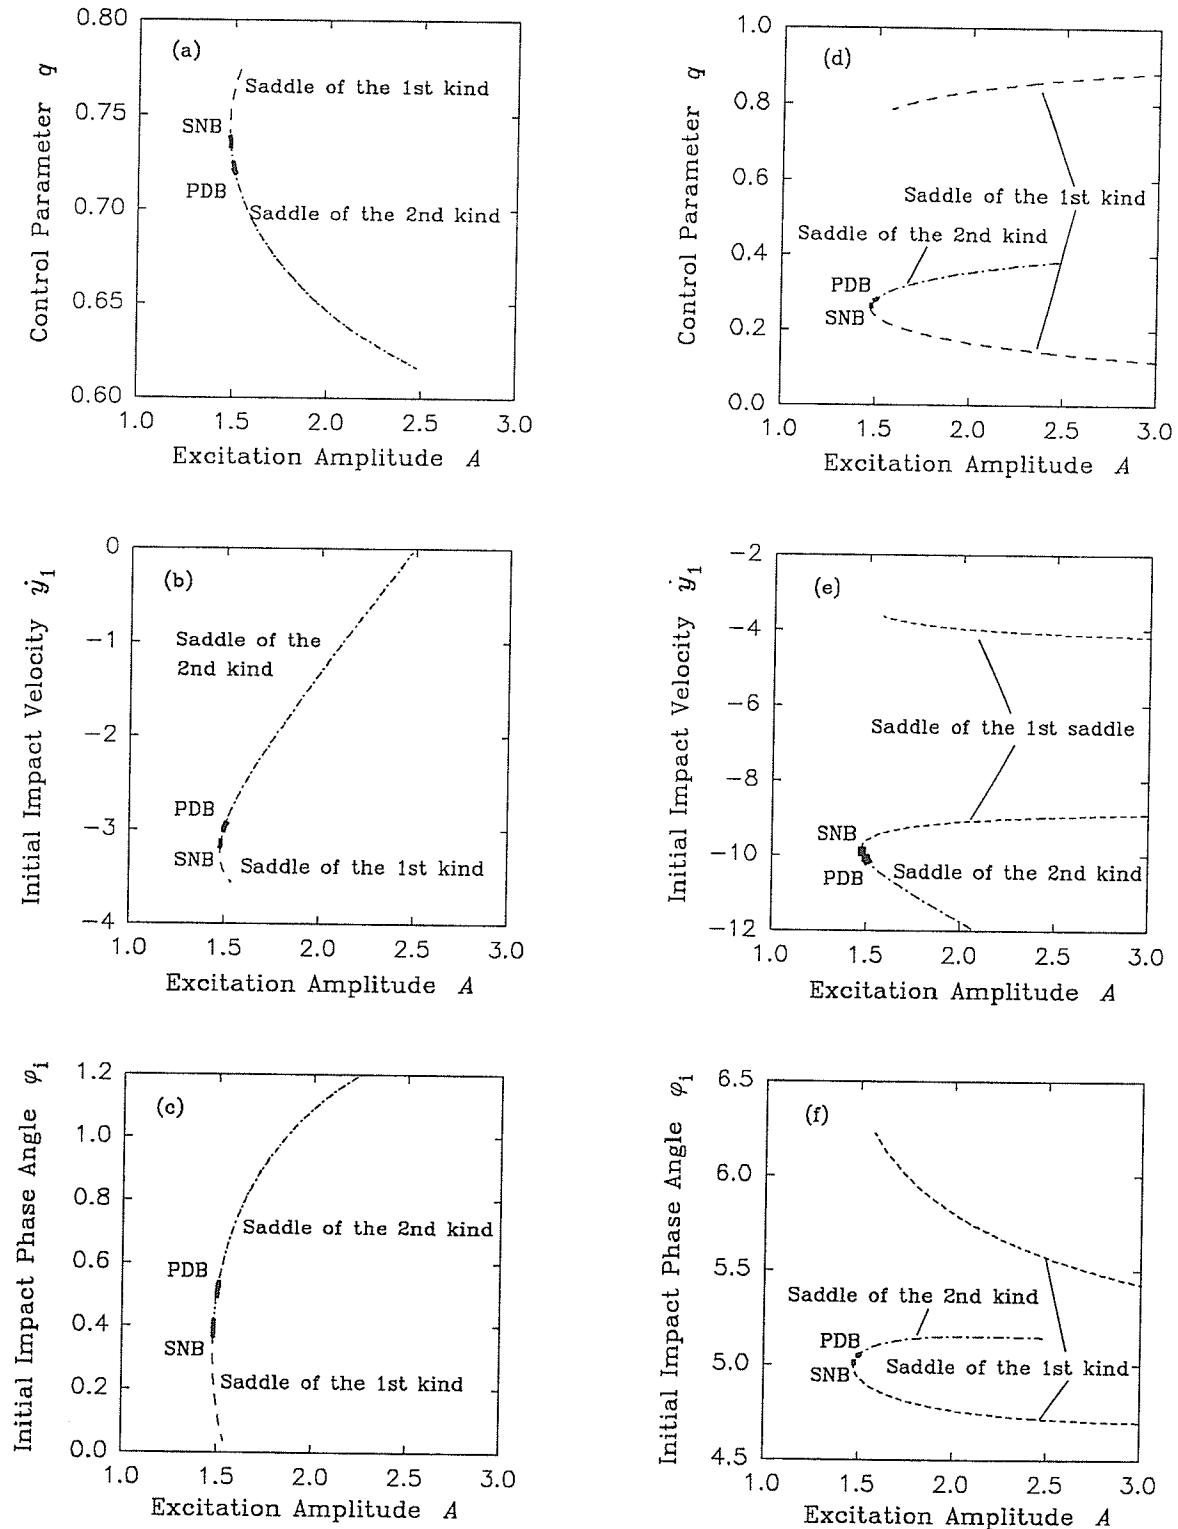 0.80
(a)
Saddle of the 1st kind
0.75
SNB
PDB
0.70
Saddle of the 2nd kind
0.65
0.60
1.0 1.5 2.0 2.5 3.0
Control Parameter q
Excitation Amplitude A
0
(b)
Saddle of the
2nd kind
−1
−2
PDB
−3
SNB
Saddle of the 1st kind
−4
1.0 1.5 2.0 2.5 3.0
Initial Impact Velocity ẏ₁
Excitation Amplitude A
1.2
(c)
1.0
0.8
Saddle of the 2nd kind
0.6
PDB
0.4
SNB
Saddle of the 1st kind
0.2
0.0
1.0 1.5 2.0 2.5 3.0
Initial Impact Phase Angle φᵢ
Excitation Amplitude A
1.0
(d)
0.8
0.6
Saddle of the 1st kind
Saddle of the 2nd kind
0.4
PDB
SNB
0.2
0.0
1.0 1.5 2.0 2.5 3.0
Control Parameter q
Excitation Amplitude A
−2
(e)
−4
−6
Saddle of the 1st saddle
−8
SNB
−10
PDB
Saddle of the 2nd kind
−12
1.0 1.5 2.0 2.5 3.0
Initial Impact Velocity ẏ₁
Excitation Amplitude A
6.5
(f)
6.0
5.5
Saddle of the 2nd kind
PDB
5.0
SNB
Saddle of the 1st kind
4.5
1.0 1.5 2.0 2.5 3.0
Initial Impact Phase Angle φᵢ
Excitation Amplitude A